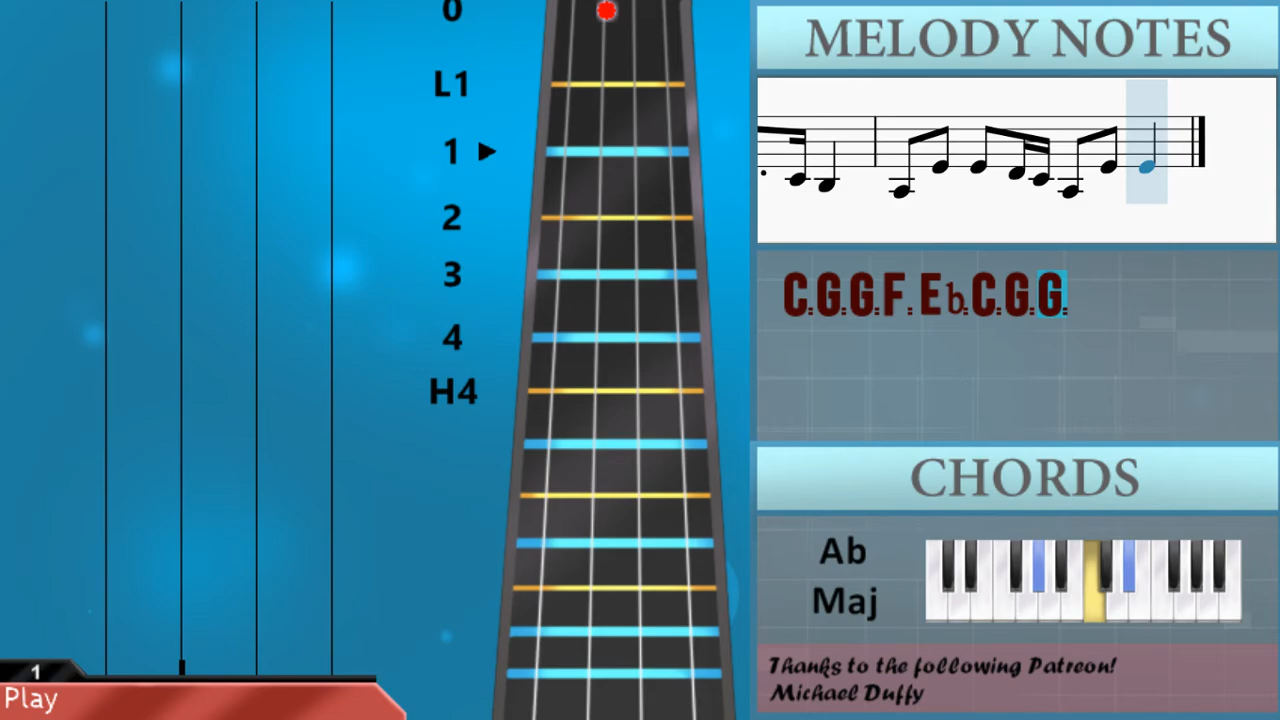 0
L1
1
2
3
4
H4
1
Play
MELODY NOTES
C.G.G.F.Eb.C.G.G.
CHORDS
Ab
Maj
Thanks to the following Patreon!
Michael Duffy